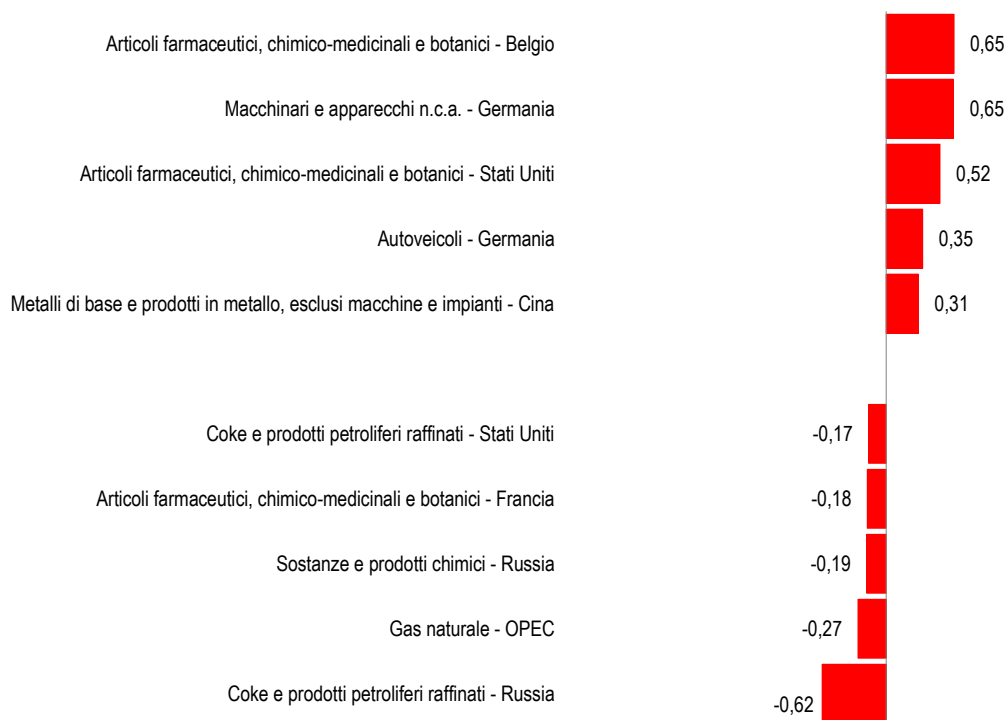 Articoli farmaceutici, chimico-medicinali e botanici - Belgio 0,65
Macchinari e apparecchi n.c.a. - Germania 0,65
Articoli farmaceutici, chimico-medicinali e botanici - Stati Uniti 0,52
Autoveicoli - Germania 0,35
Metalli di base e prodotti in metallo, esclusi macchine e impianti - Cina 0,31
Coke e prodotti petroliferi raffinati - Stati Uniti -0,17
Articoli farmaceutici, chimico-medicinali e botanici - Francia -0,18
Sostanze e prodotti chimici - Russia -0,19
Gas naturale - OPEC -0,27
Coke e prodotti petroliferi raffinati - Russia -0,62